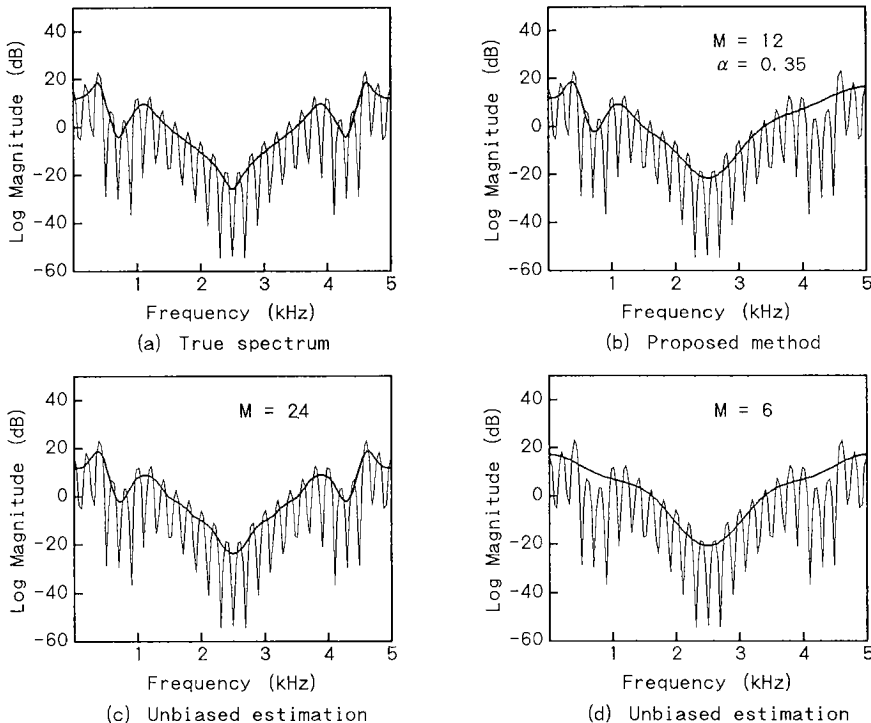 Log Magnitude (dB)
40
20
0
-20
-40
-60
1 2 3 4 5
Frequency (kHz)
(a) True spectrum
Log Magnitude (dB)
40
20
0
-20
-40
-60
M = 12
α = 0.35
1 2 3 4 5
Frequency (kHz)
(b) Proposed method
Log Magnitude (dB)
40
20
0
-20
-40
-60
M = 24
1 2 3 4 5
Frequency (kHz)
(c) Unbiased estimation
Log Magnitude (dB)
40
20
0
-20
-40
-60
M = 6
1 2 3 4 5
Frequency (kHz)
(d) Unbiased estimation